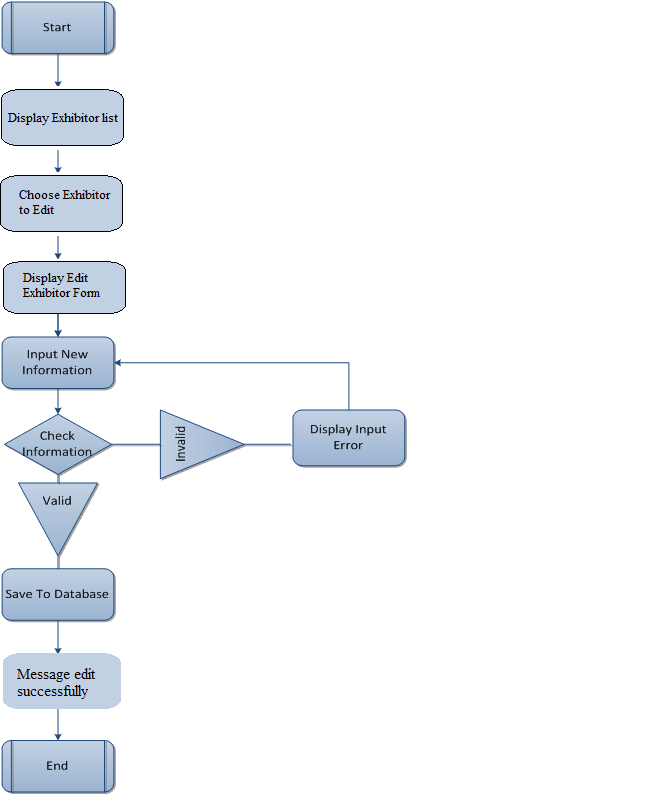 Start
Display Exhibitor list
Choose Exhibitor
to Edit
Display Edit
Exhibitor Form
Input New
Information
Check
Information
Invalid
Display Input
Error
Valid
Save To Database
Message edit
successfully
End